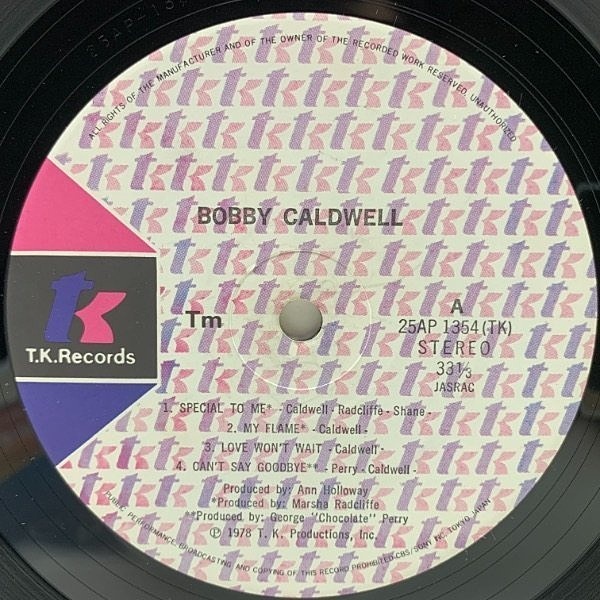 ALL RIGHTS OF THE MANUFACTURER AND OF THE OWNER OF THE RECORDED WORK RESERVED. UNAUTHORIZED
BOBBY CALDWELL
tk
T.K.Records
Tm
A
25AP 1354(TK)
STEREO
33⅓
JASRAC
1. SPECIAL TO ME* - Caldwell - Radcliffe - Shane -
2. MY FLAME* - Caldwell -
3. LOVE WON'T WAIT - Caldwell -
4. CAN'T SAY GOODBYE** - Perry - Caldwell -
Produced by: Ann Holloway
*Produced by: Marsha Radcliffe
**Produced by: George "Chocolate" Perry
℗ 1978 T. K. Productions, Inc.
PUBLIC PERFORMANCE BROADCASTING AND COPYING OF THIS RECORD PROHIBITED-CBS/SONY INC. TOKYO JAPAN